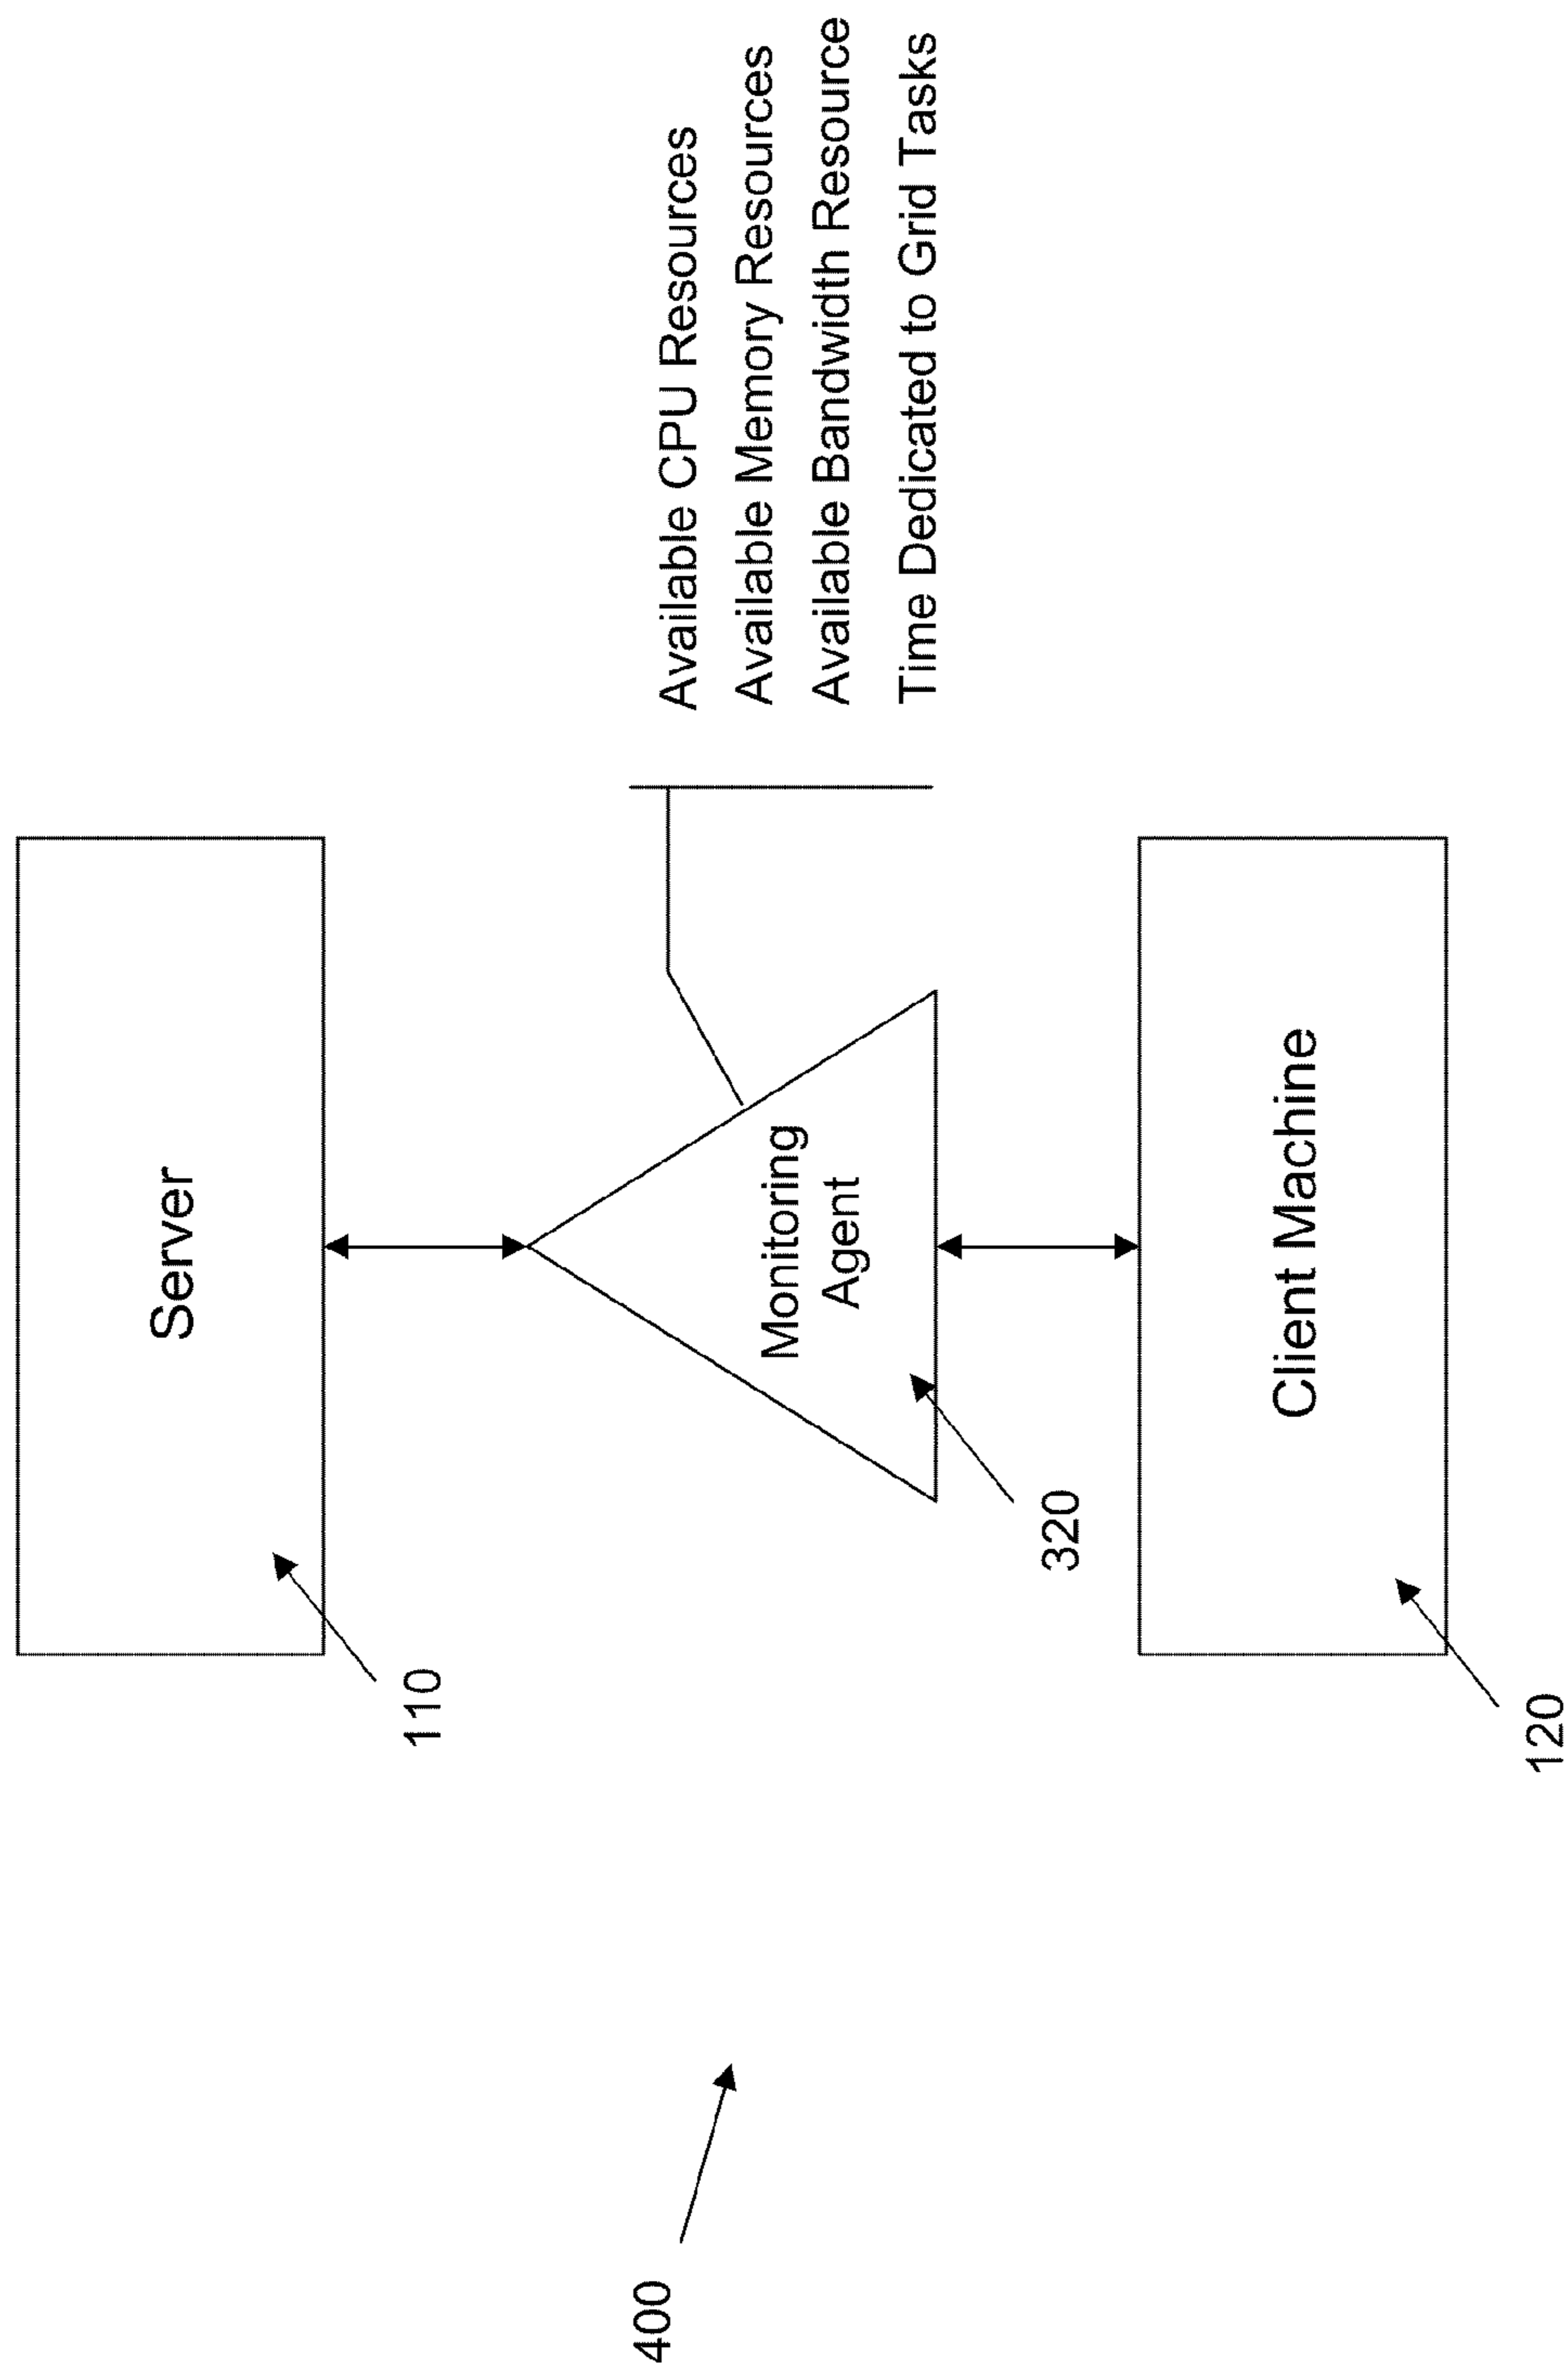 Server
110
Available CPU Resources
Available Memory Resources
Available Bandwidth Resource
Time Dedicated to Grid Tasks
Monitoring
Agent
320
400
Client Machine
120